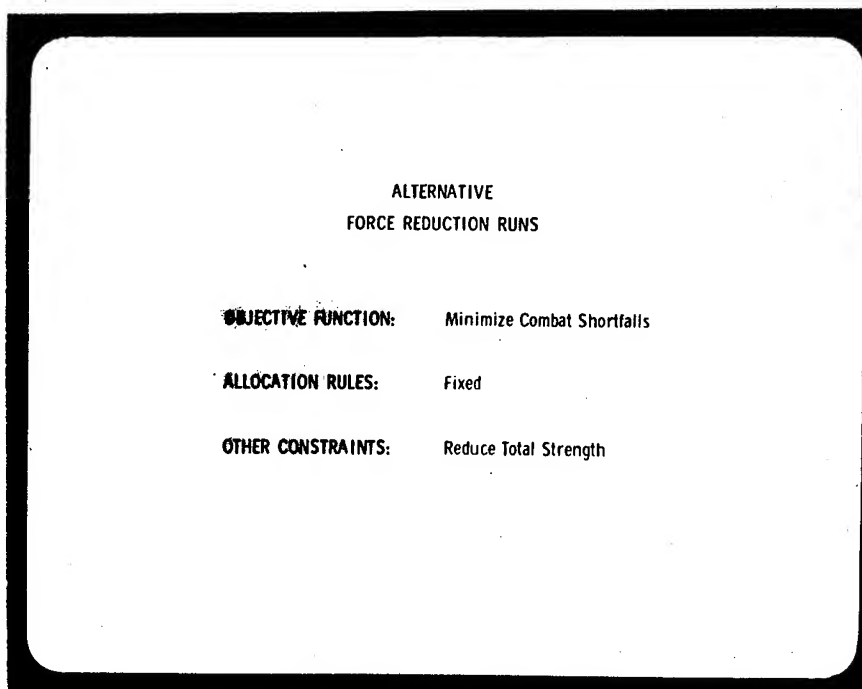 ALTERNATIVE
FORCE REDUCTION RUNS
OBJECTIVE FUNCTION: Minimize Combat Shortfalls
ALLOCATION RULES: Fixed
OTHER CONSTRAINTS: Reduce Total Strength